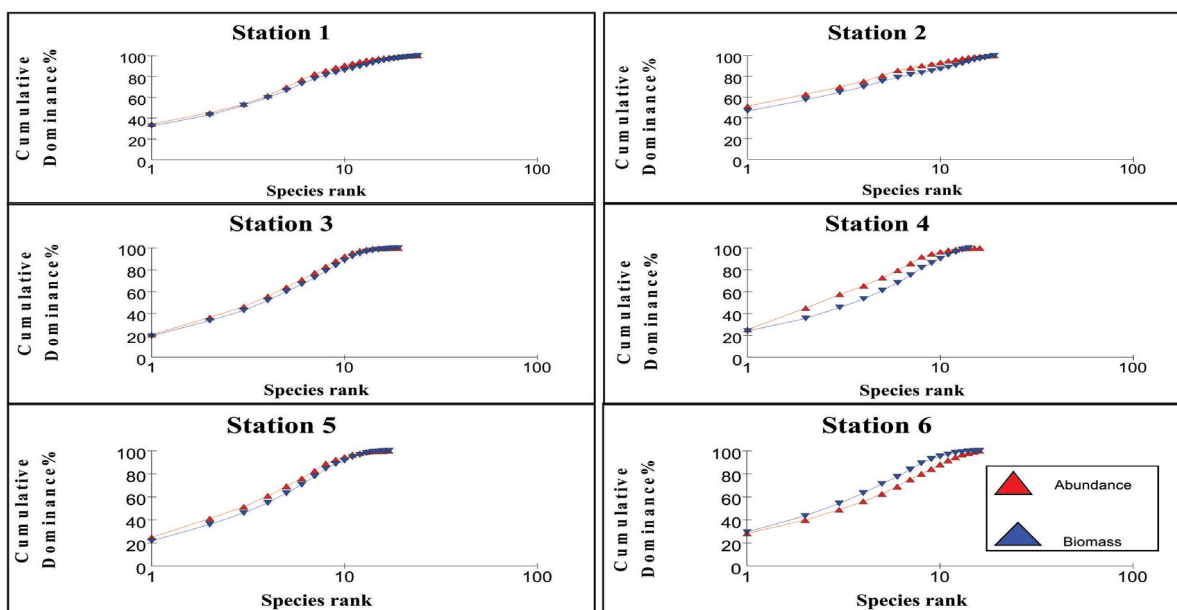 Station 1
Cumulative
Dominance%
100
80
60
40
20
0
1
10
100
Species rank
Station 2
Cumulative
Dominance%
100
80
60
40
20
0
1
10
100
Species rank
Station 3
Cumulative
Dominance%
100
80
60
40
20
0
1
10
100
Species rank
Station 4
Cumulative
Dominance%
100
80
60
40
20
0
1
10
100
Species rank
Station 5
Cumulative
Dominance%
100
80
60
40
20
0
1
10
100
Species rank
Station 6
Cumulative
Dominance%
100
80
60
40
20
0
1
10
100
Species rank
Abundance
Biomass